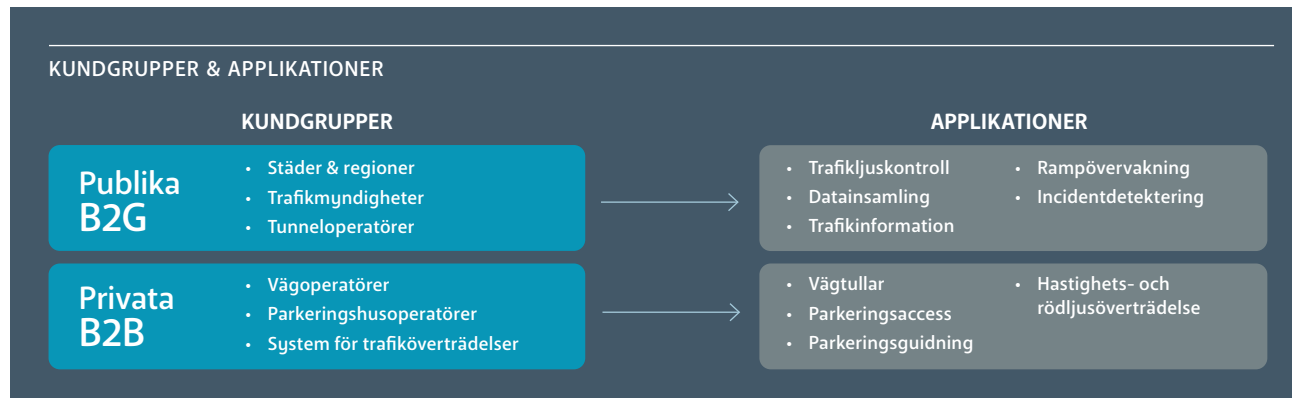 KUNDGRUPPER & APPLIKATIONER
KUNDGRUPPER
Publika
B2G
• Städer & regioner
• Trafikmyndigheter
• Tunneloperatörer
Privata
B2B
• Vägoperatörer
• Parkeringshusoperatörer
• System för trafiköverträdelser
APPLIKATIONER
• Trafikljuskontroll
• Datainsamling
• Trafikinformation
• Rampövervakning
• Incidentdetektering
• Vägtullar
• Parkeringsaccess
• Parkeringsguidning
• Hastighets- och
rödljusöverträdelse